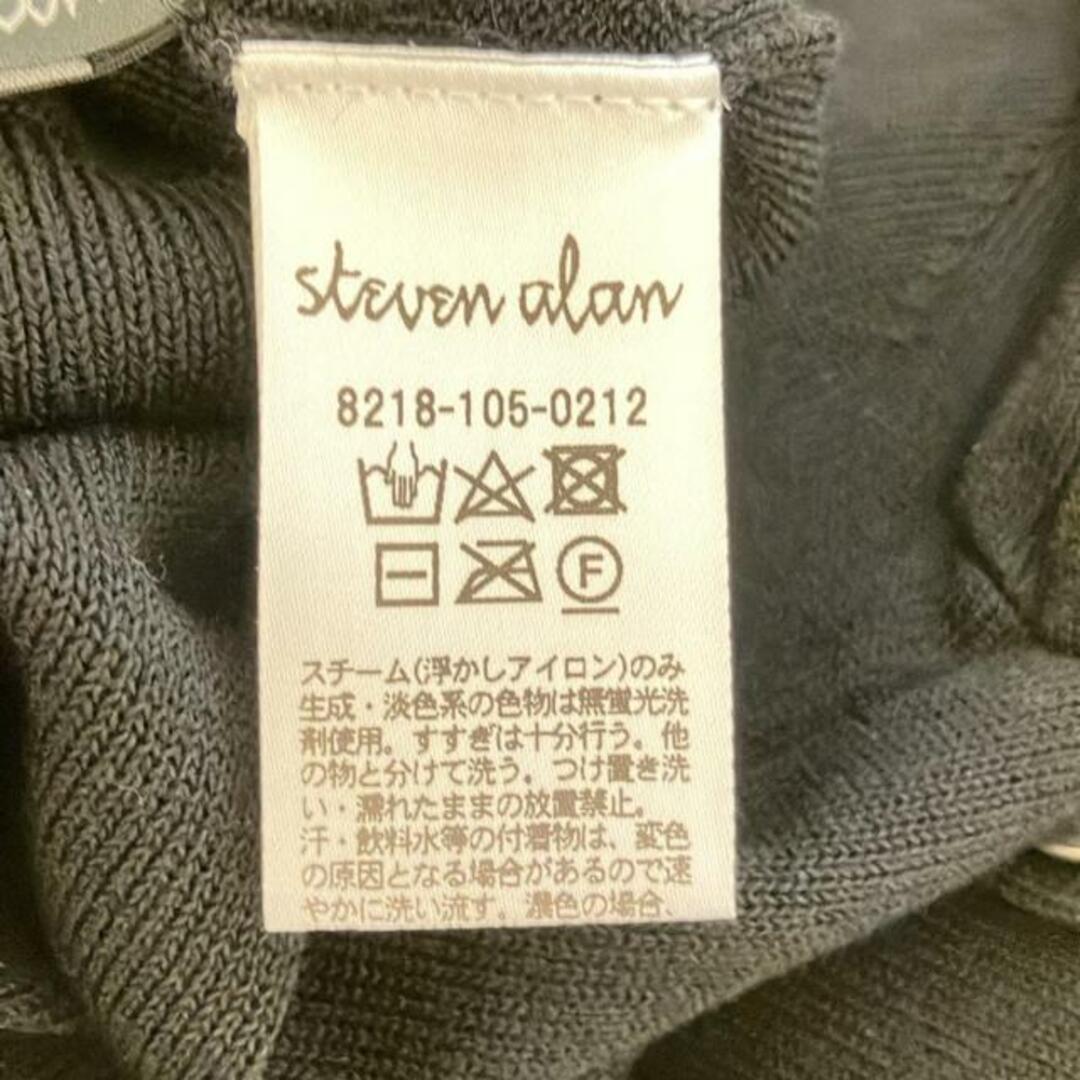 steven alan
8218-105-0212
F
スチーム(浮かしアイロン)のみ
生成・淡色系の色物は無蛍光洗
剤使用。すすぎは十分行う。他
の物と分けて洗う。つけ置き洗
い・濡れたままの放置禁止。
汗・飲料水等の付着物は、変色
の原因となる場合があるので速
やかに洗い流す。濃色の場合、